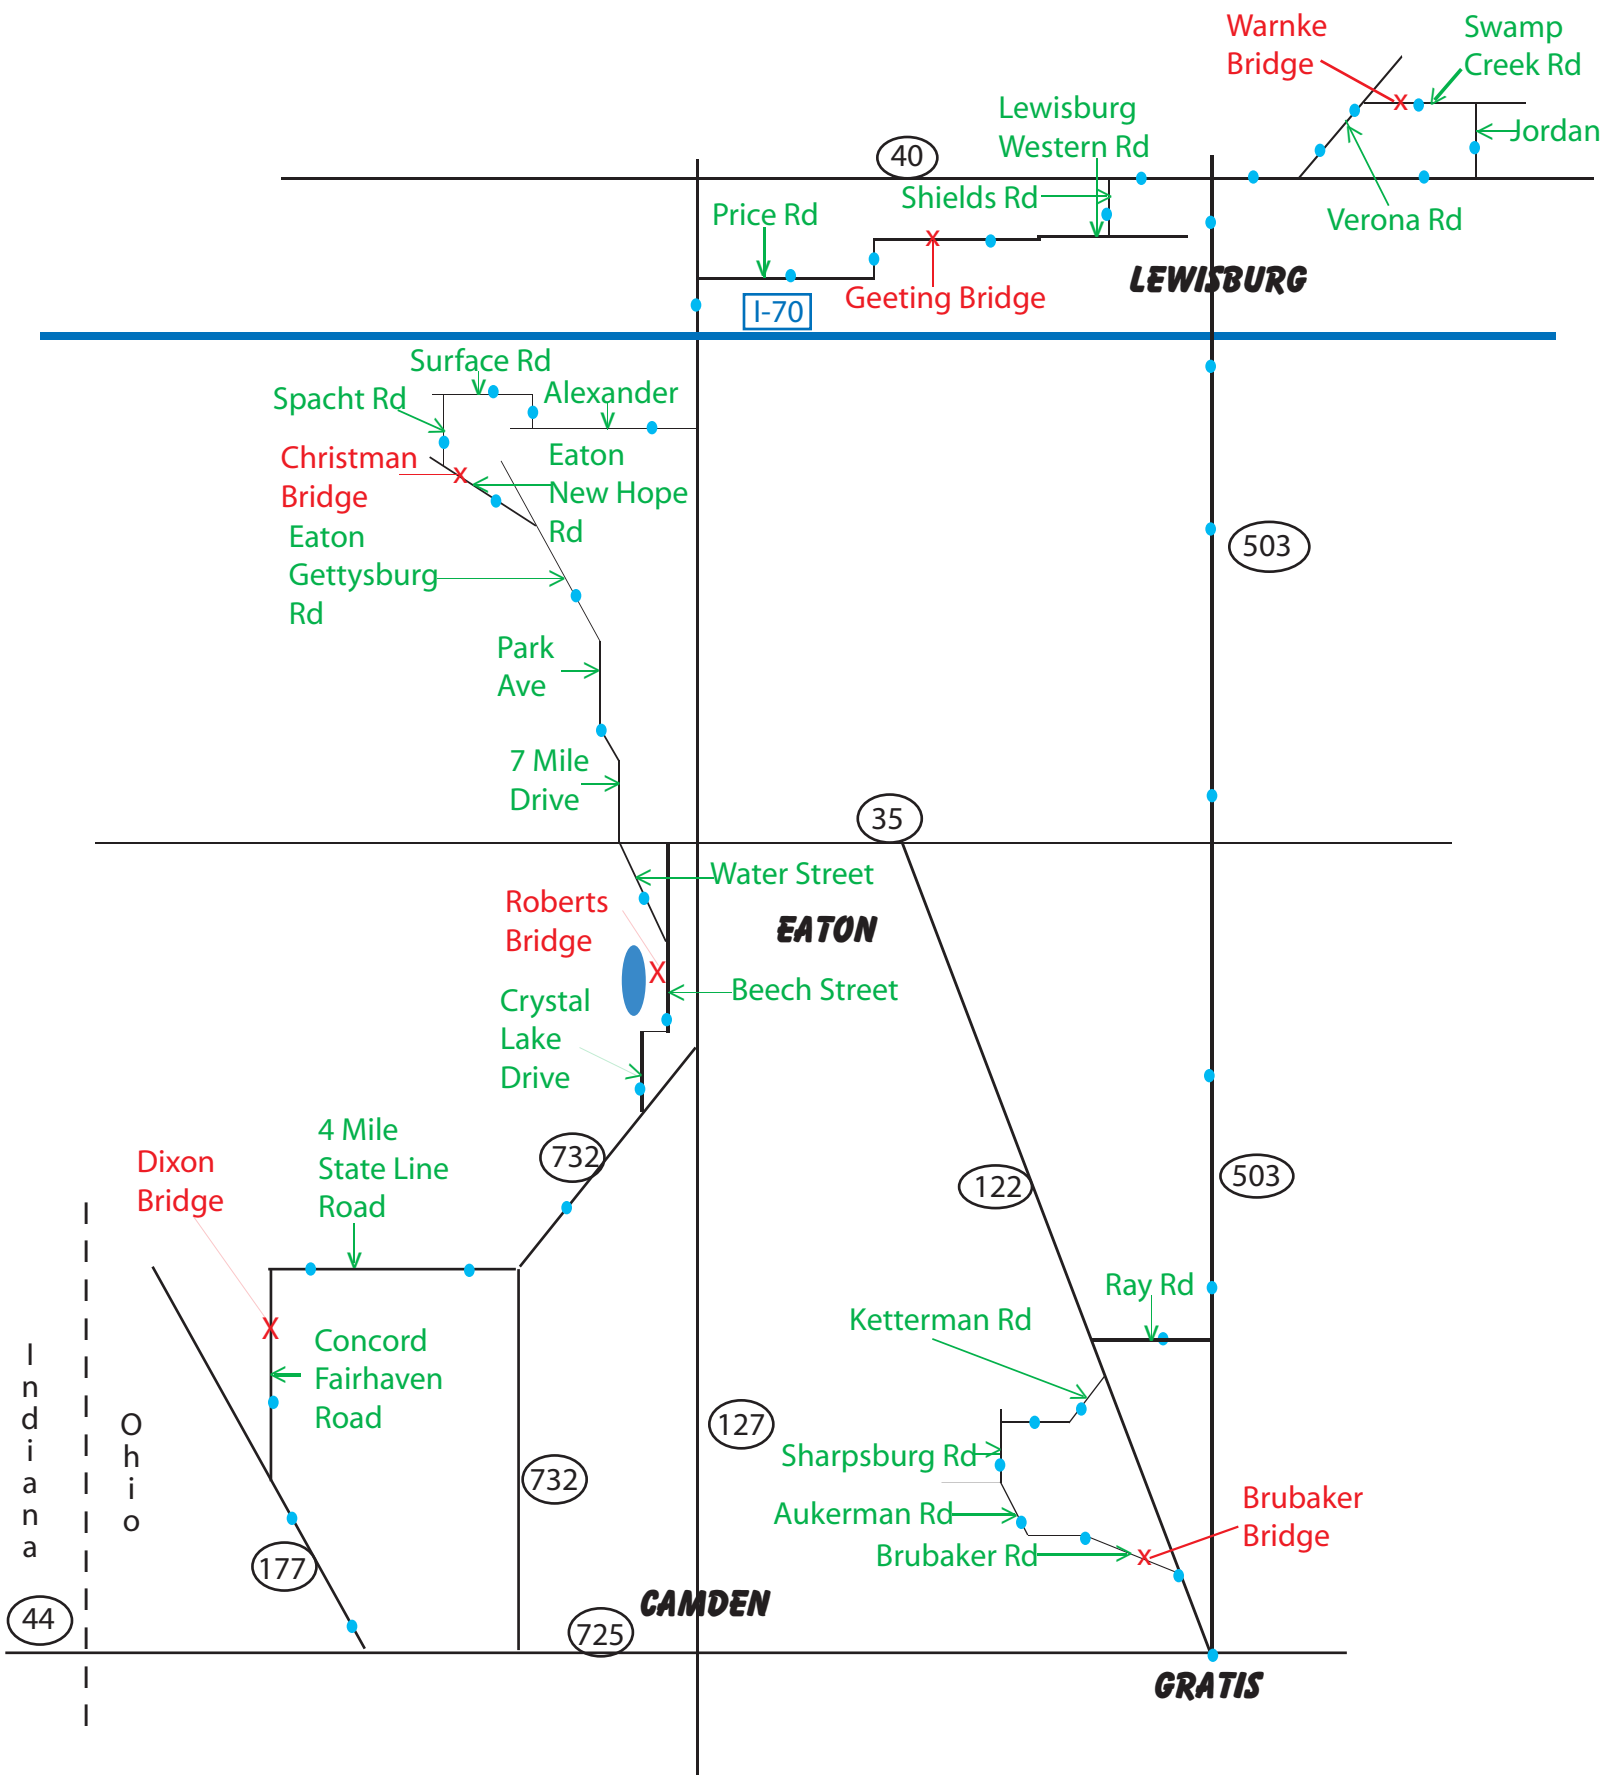 Warnke
Bridge
Swamp
Creek Rd
Jordan
Verona Rd
Lewisburg
Western Rd
40
Shields Rd
Price Rd
Geeting Bridge
LEWISBURG
I-70
Surface Rd
Spacht Rd
Alexander
Christman
Bridge
Eaton
New Hope
Rd
Eaton
Gettysburg
Rd
503
Park
Ave
7 Mile
Drive
35
Water Street
Roberts
Bridge
EATON
Beech Street
Crystal
Lake
Drive
732
4 Mile
State Line
Road
Dixon
Bridge
122
503
Ray Rd
Ketterman Rd
Concord
Fairhaven
Road
Indiana
Ohio
127
Sharpsburg Rd
732
Aukerman Rd
Brubaker Rd
Brubaker
Bridge
177
44
CAMDEN
725
GRATIS